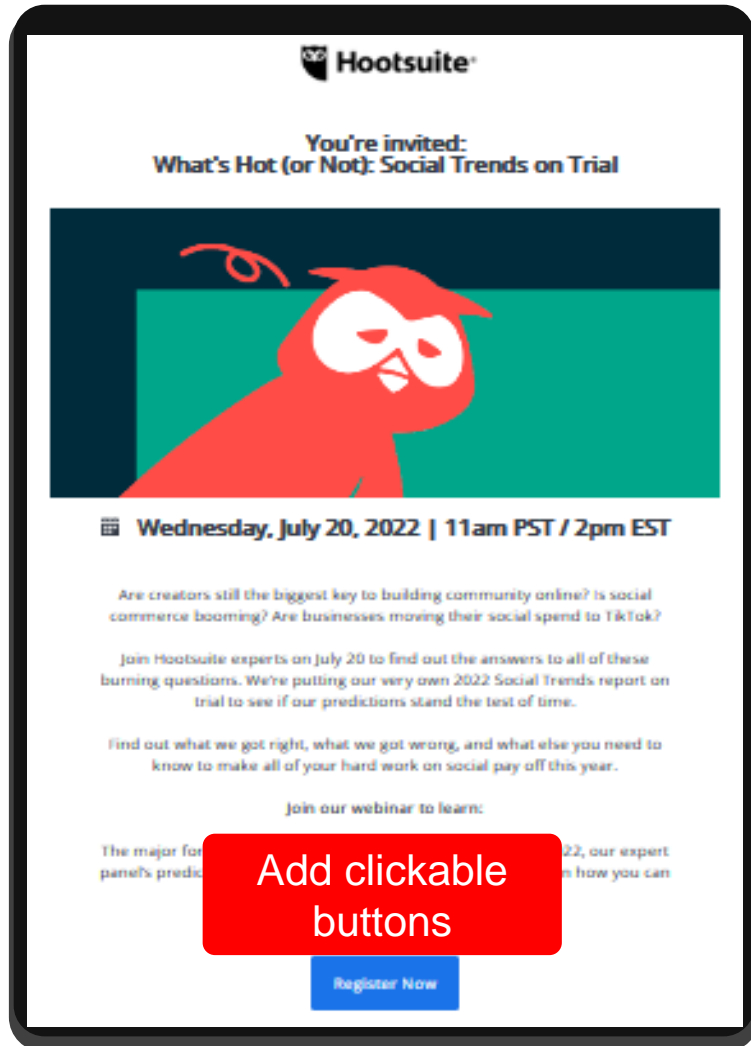 Hootsuite
You're invited:
What's Hot (or Not): Social Trends on Trial
Wednesday, July 20, 2022 | 11am PST / 2pm EST
Are creators still the biggest key to building community online? Is social
commerce booming? Are businesses moving their social spend to TikTok?
Join Hootsuite experts on July 20 to find out the answers to all of these
burning questions. We're putting our very own 2022 Social Trends report on
trial to see if our predictions stand the test of time.
Find out what we got right, what we got wrong, and what else you need to
know to make all of your hard work on social pay off this year.
Join our webinar to learn:
The major for 22, our expert
panel's predic how you can
Add clickable
buttons
Register Now